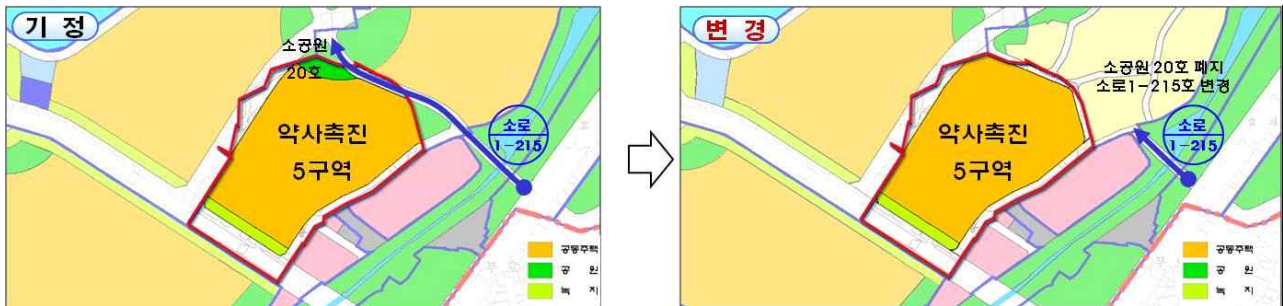 기 정
소공원
20호
약사촉진
5구역
소로
1-215
공동주택
공 원
녹 지
변 경
소공원 20호 폐지
소로1-215호 변경
약사촉진
5구역
소로
1-215
공동주택
공 원
녹 지